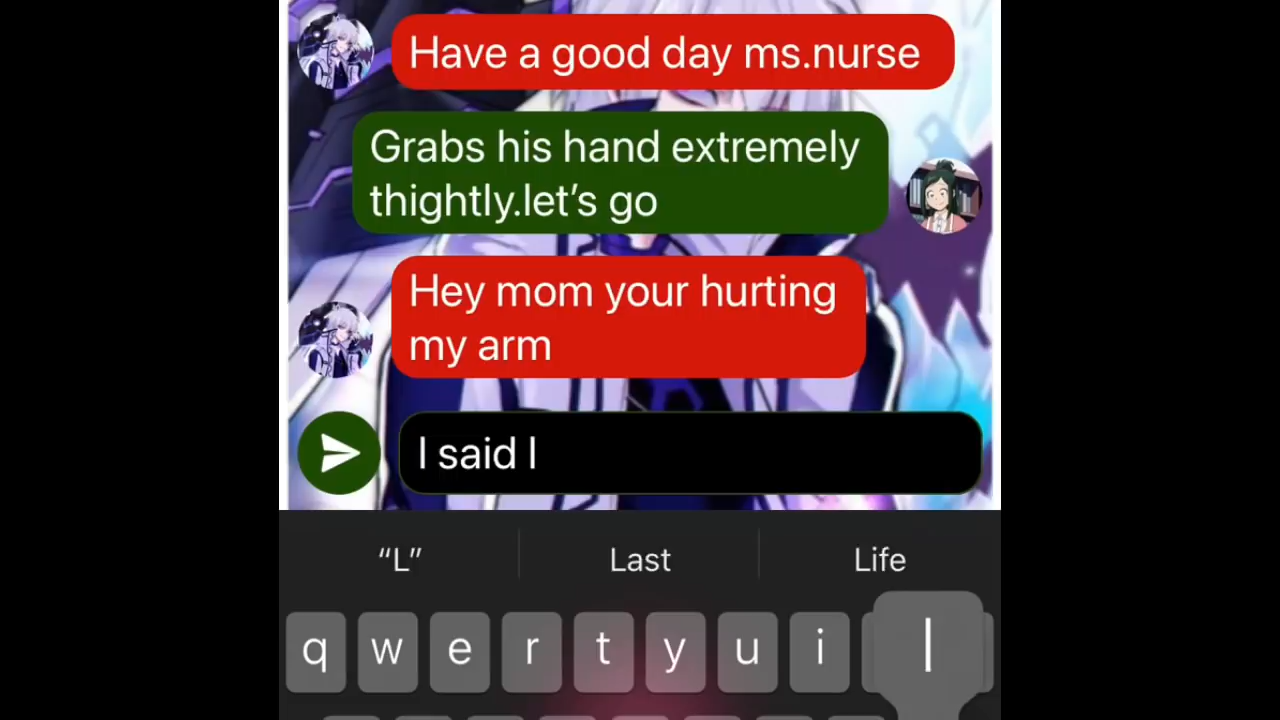 Have a good day ms.nurse
Grabs his hand extremely
thightly.let's go
Hey mom your hurting
my arm
I said l
"L" Last Life
q w e r t y u i l